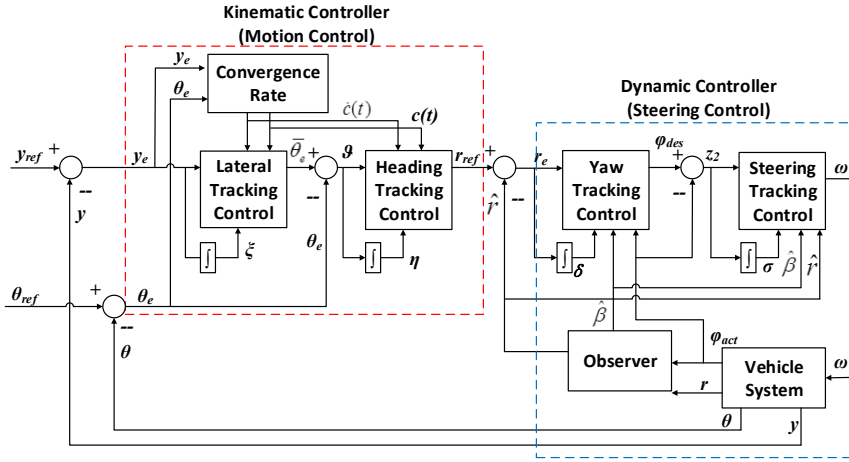 Kinematic Controller
(Motion Control)
Dynamic Controller
(Steering Control)
y_e
θ_e
Convergence
Rate
ċ(t)
c(t)
y_ref
+
--
y
y_e
Lateral
Tracking
Control
∫
ξ
θ̄_e
+
--
θ_e
ϑ
Heading
Tracking
Control
∫
η
r_ref
+
--
r̂
r_e
Yaw
Tracking
Control
∫
δ
φ_des
+
--
z_2
Steering
Tracking
Control
∫
σ
β̂
r̂
ω
θ_ref
+
--
θ
θ_e
β̂
Observer
φ_act
r
Vehicle
System
ω
θ
y